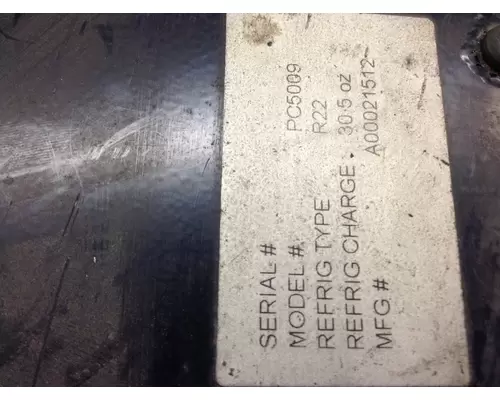 SERIAL #
MODEL #. PC5009
REFRIG TYPE R22
REFRIG CHARGE. 30.5 oz
MFG # A00021512-